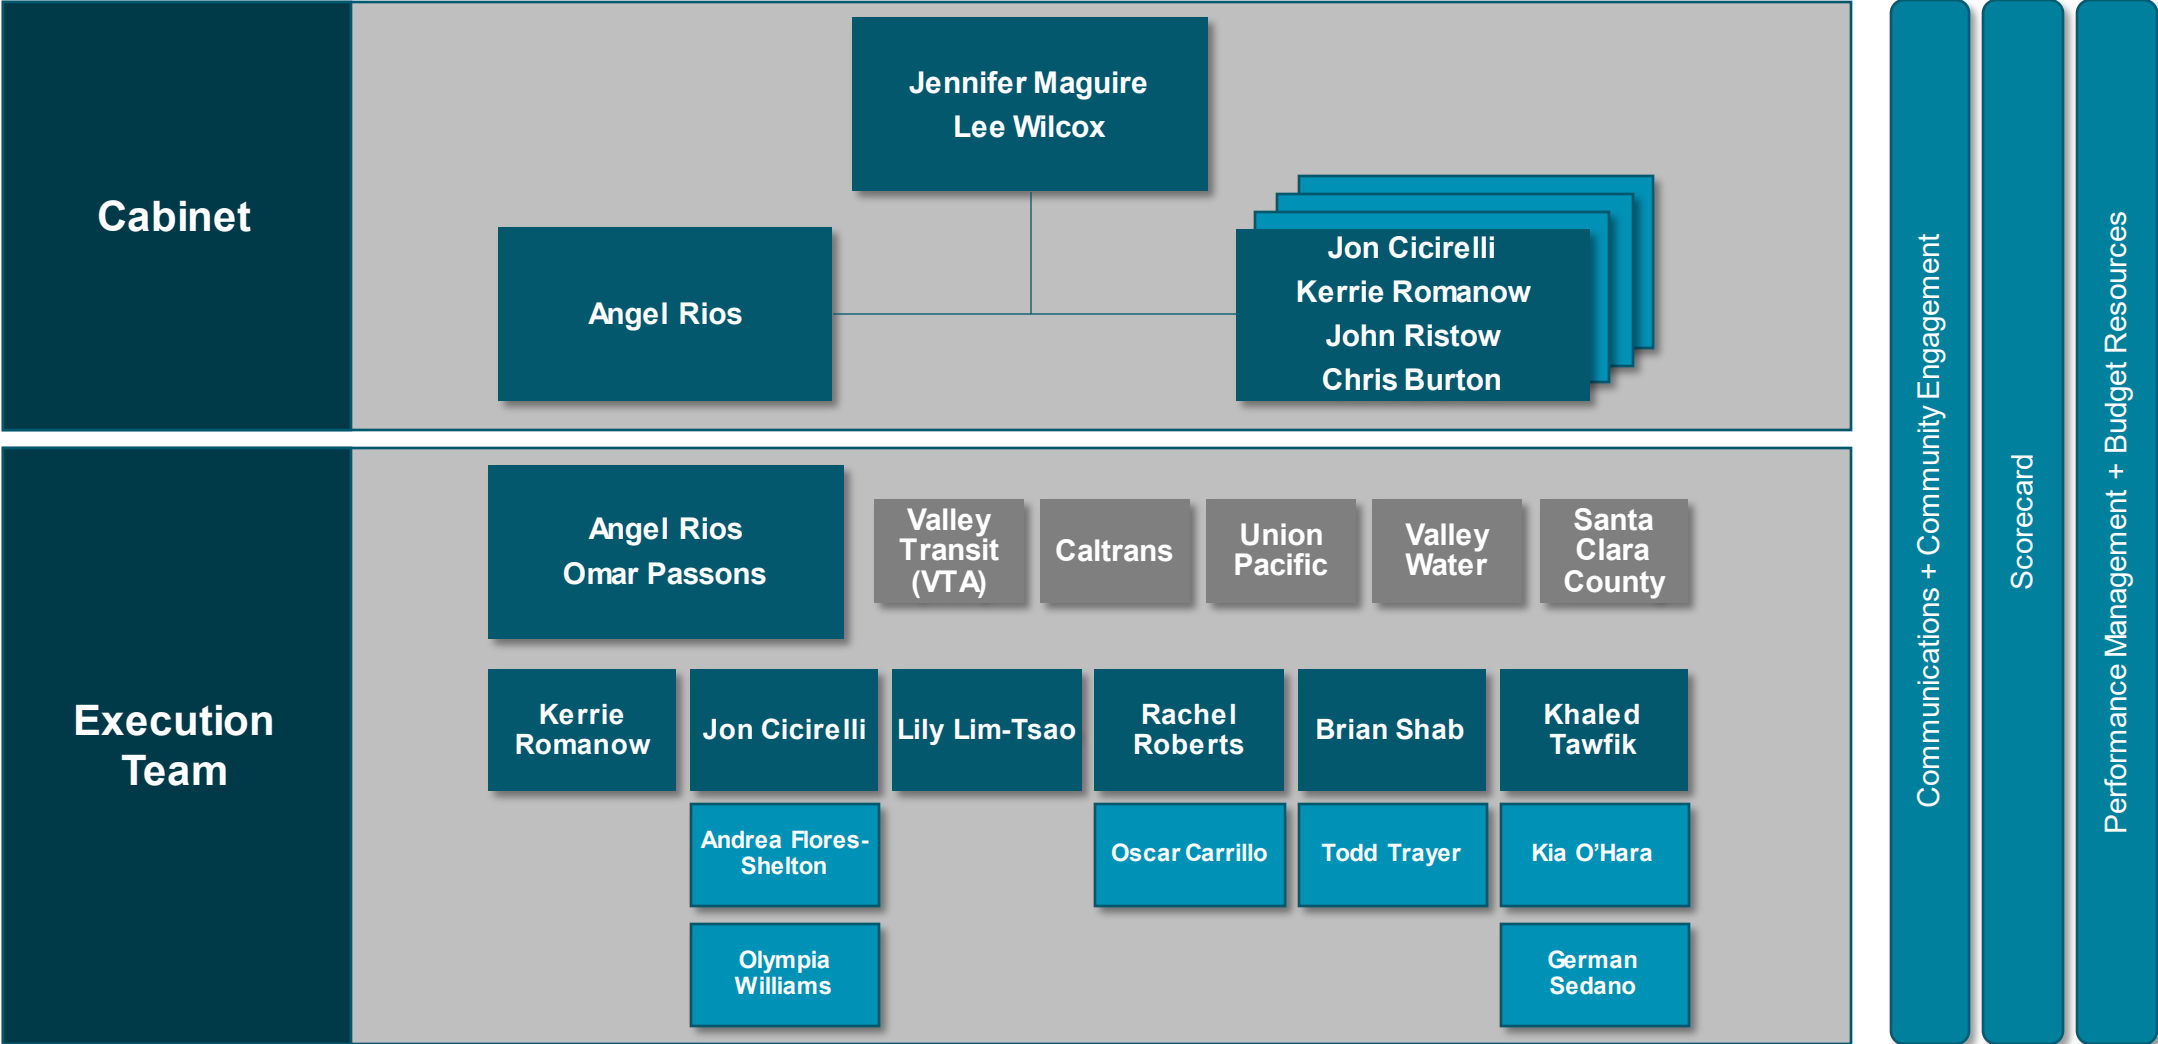 Cabinet
Jennifer Maguire
Lee Wilcox
Angel Rios
Jon Cicirelli
Kerrie Romanow
John Ristow
Chris Burton
Execution
Team
Angel Rios
Omar Passons
Valley
Transit
(VTA)
Caltrans
Union
Pacific
Valley
Water
Santa
Clara
County
Kerrie
Romanow
Jon Cicirelli
Lily Lim-Tsao
Rachel
Roberts
Brian Shab
Khaled
Tawfik
Andrea Flores-
Shelton
Oscar Carrillo
Todd Trayer
Kia O’Hara
Olympia
Williams
German
Sedano
Communications + Community Engagement
Scorecard
Performance Management + Budget Resources